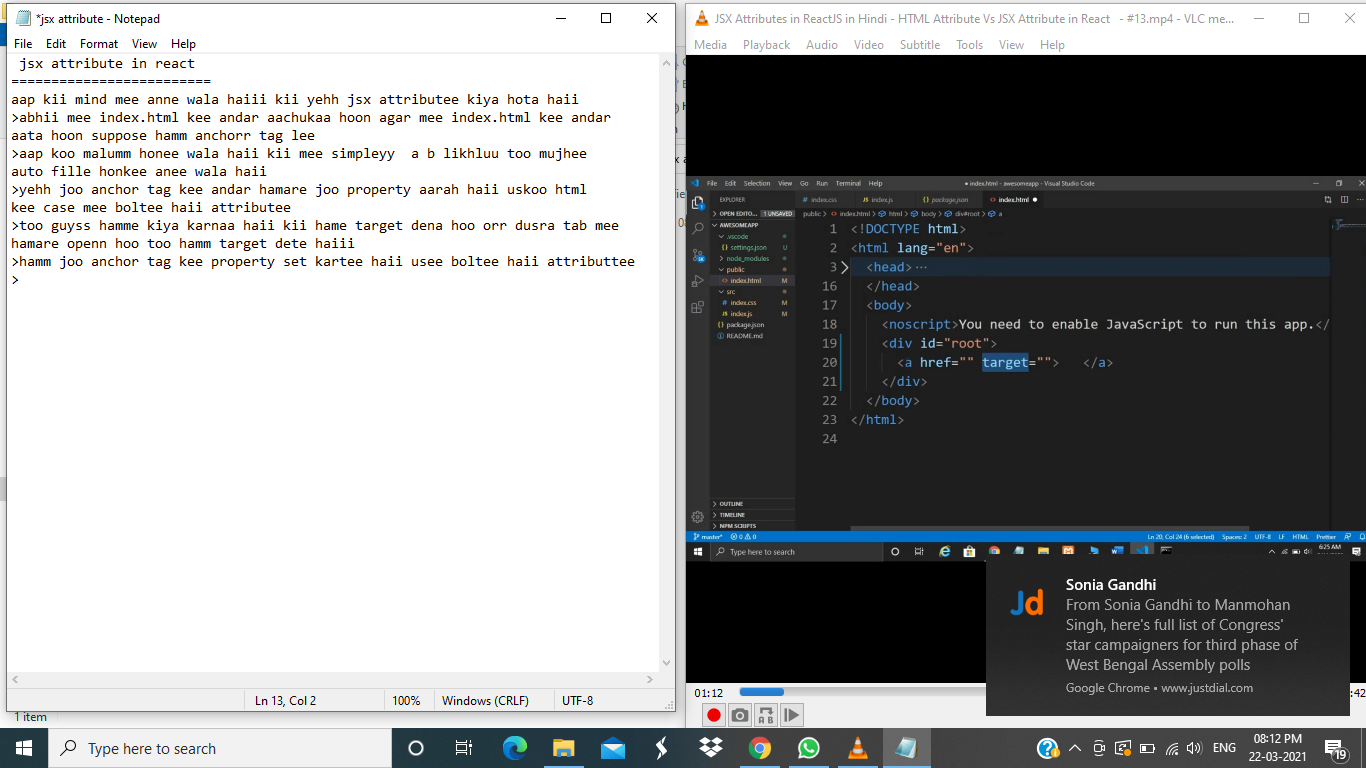 *jsx attribute - Notepad
File Edit Format View Help
jsx attribute in react
=========================
aap kii mind mee anne wala haiii kii yehh jsx attributee kiya hota haii
>abhii mee index.html kee andar aachukaa hoon agar mee index.html kee andar
aata hoon suppose hamm anchorr tag lee
>aap koo malumm honee wala haii kii mee simpleyy  a b likhluu too mujhee
auto fille honkee anee wala haii
>yehh joo anchor tag kee andar hamare joo property aarah haii uskoo html
kee case mee boltee haii attributee
>too guyss hamme kiya karnaa haii kii hame target dena hoo orr dusra tab mee
hamare openn hoo too hamm target dete haiii
>hamm joo anchor tag kee property set kartee haii usee boltee haii attributtee
>
Ln 13, Col 2 100% Windows (CRLF) UTF-8
1 item
JSX Attributes in ReactJS in Hindi - HTML Attribute Vs JSX Attribute in React - #13.mp4 - VLC me...
Media Playback Audio Video Subtitle Tools View Help
File Edit Selection View Go Run Terminal Help
● index.html - awesomeapp - Visual Studio Code
EXPLORER
index.css index.js package.json index.html
OPEN EDITO... 1 UNSAVED
public > index.html > html > body > div#root > a
AWESOMEAPP
.vscode
settings.json U
node_modules
public
index.html M
src
index.css M
index.js M
package.json
README.md
OUTLINE
TIMELINE
NPM SCRIPTS
1 <!DOCTYPE html>
2 <html lang="en">
3 <head> ···
16 </head>
17 <body>
18 <noscript>You need to enable JavaScript to run this app.</
19 <div id="root">
20 <a href="" target="">   </a>
21 </div>
22 </body>
23 </html>
24
master* 0 0 Ln 20, Col 24 (6 selected) Spaces: 2 UTF-8 LF HTML Prettier
Type here to search 6:25 AM
Jd
Sonia Gandhi
From Sonia Gandhi to Manmohan
Singh, here's full list of Congress'
star campaigners for third phase of
West Bengal Assembly polls
Google Chrome • www.justdial.com
01:12 :42
Type here to search
ENG 08:12 PM
22-03-2021
19